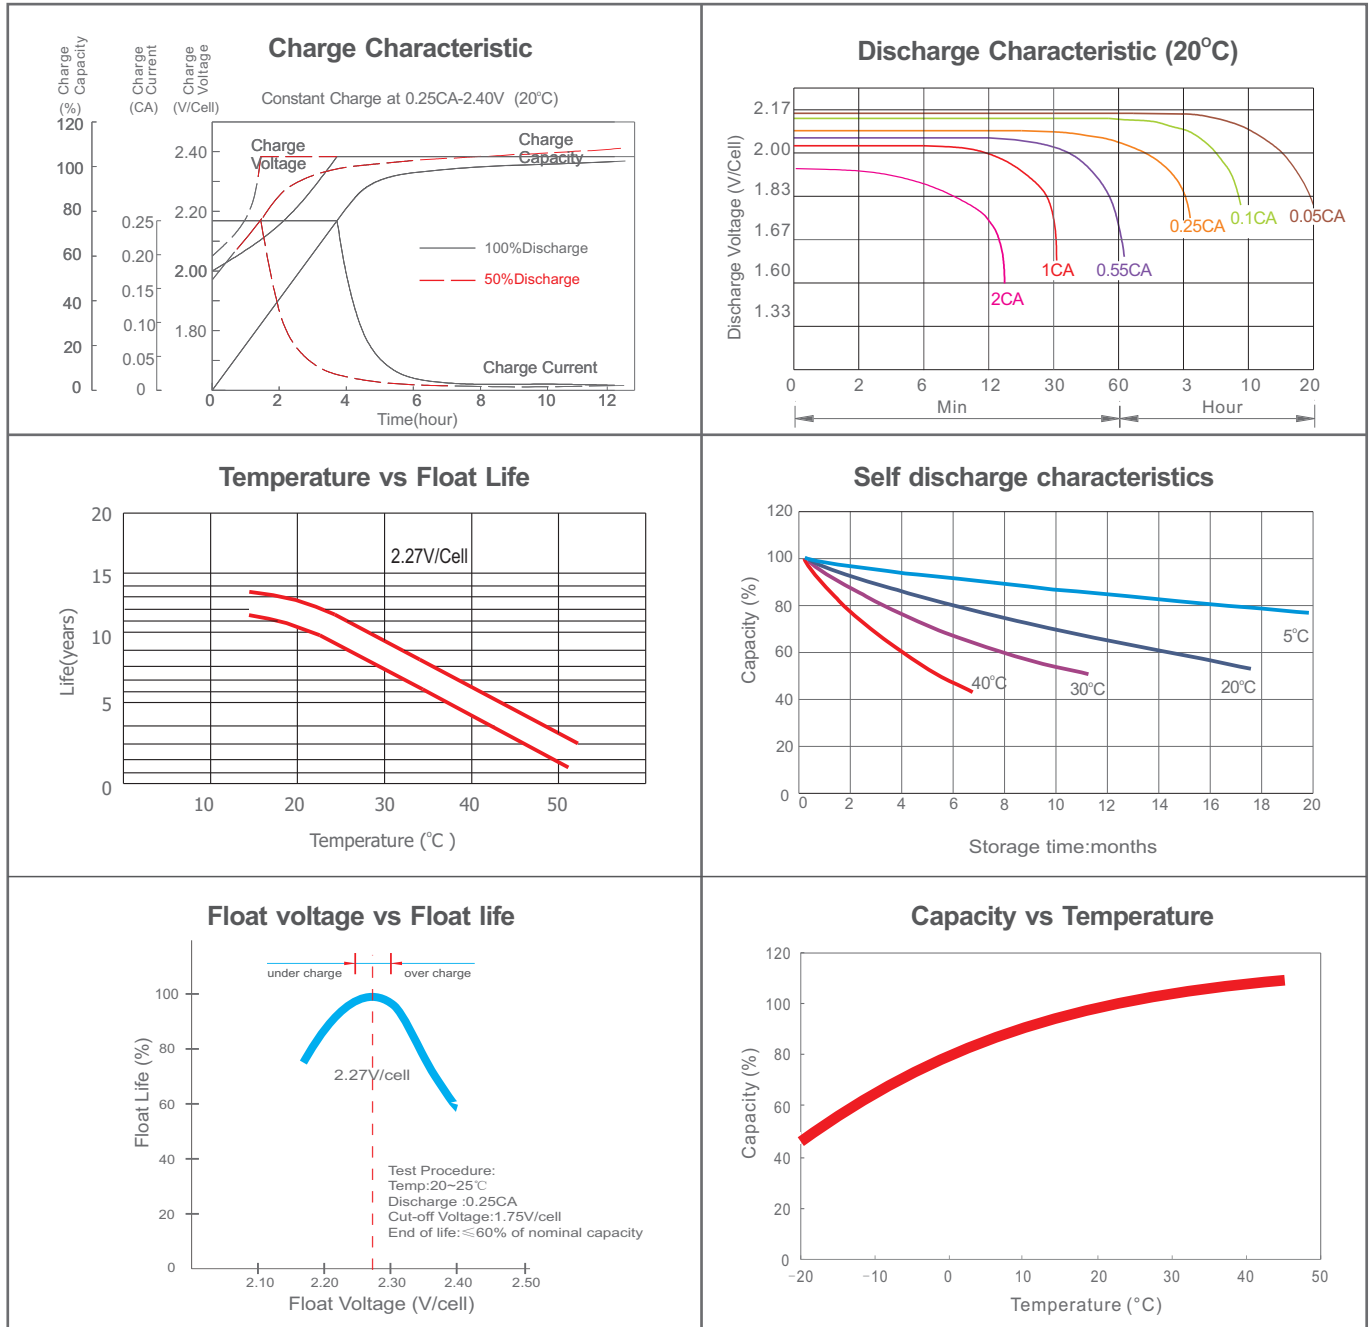 Charge Characteristic
Charge
Capacity
(%)
Charge
Current
(CA)
Charge
Voltage
(V/Cell)
Constant Charge at 0.25CA-2.40V (20°C)
120
100
80
60
40
20
0
0.25
0.20
0.15
0.10
0.05
0
2.40
2.20
2.00
1.80
Charge
Voltage
Charge
Capacity
100%Discharge
50%Discharge
Charge Current
0 2 4 6 8 10 12
0
Time(hour)
Discharge Characteristic (20°C)
Discharge Voltage (V/Cell)
2.17
2.00
1.83
1.67
1.60
1.33
2CA
1CA
0.55CA
0.25CA
0.1CA
0.05CA
0 2 6 12 30 60 3 10 20
Min
Hour
Temperature vs Float Life
Life(years)
20
15
10
5
0
2.27V/Cell
10 20 30 40 50
Temperature (°C )
Self discharge characteristics
Capacity (%)
120
100
80
60
40
20
0
5°C
20°C
30°C
40°C
0 2 4 6 8 10 12 14 16 18 20
Storage time:months
Float voltage vs Float life
under charge
over charge
Float Life (%)
100
80
60
40
20
0
2.27V/cell
Test Procedure:
Temp:20~25℃
Discharge :0.25CA
Cut-off Voltage:1.75V/cell
End of life:≤60% of nominal capacity
2.10 2.20 2.30 2.40 2.50
Float Voltage (V/cell)
Capacity vs Temperature
Capacity (%)
120
100
80
60
40
20
0
−20 −10 0 10 20 30 40 50
Temperature (°C)